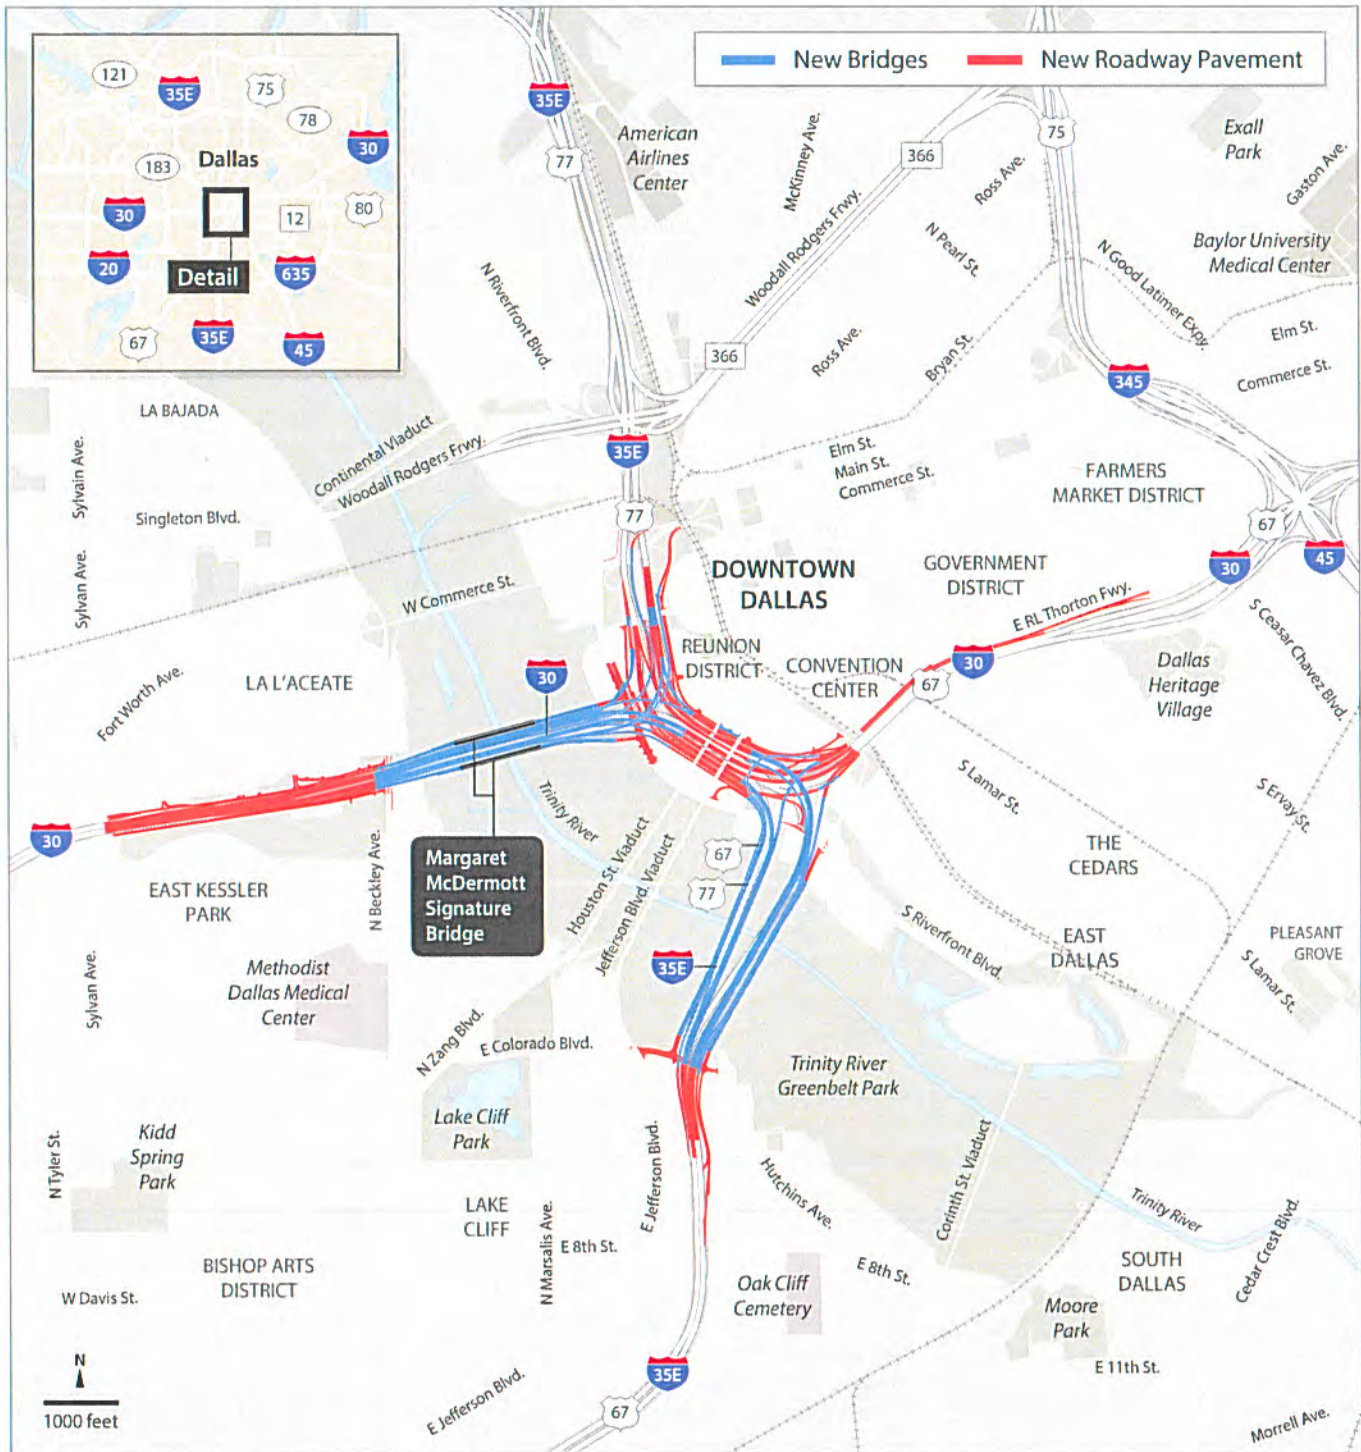 New Bridges
New Roadway Pavement
121
35E
75
78
30
183
Dallas
30
12
80
20
Detail
635
67
35E
45
35E
77
American
Airlines
Center
McKinney Ave.
366
Ross Ave.
75
Exall
Park
Gaston Ave.
Baylor University
Medical Center
Woodall Rodgers Frwy.
N Pearl St.
N Good Latimer Expy.
N Riverfront Blvd.
366
Ross Ave.
Bryan St.
Elm St.
Commerce St.
345
LA BAJADA
Sylvain Ave.
Continental Viaduct
Woodall Rodgers Frwy.
35E
Elm St.
Main St.
Commerce St.
FARMERS
MARKET DISTRICT
Singleton Blvd.
77
67
45
30
Sylvan Ave.
W Commerce St.
DOWNTOWN
DALLAS
GOVERNMENT
DISTRICT
E RL Thorton Fwy.
S Ceasar Chavez Blvd.
REUNION
DISTRICT
CONVENTION
CENTER
30
67
Dallas
Heritage
Village
Fort Worth Ave.
LA L'ACEATE
30
S Lamar St.
S Ervay St.
Trinity River
30
Margaret
McDermott
Signature
Bridge
N Beckley Ave.
Houston St. Viaduct
Jefferson Blvd. Viaduct
67
77
THE
CEDARS
EAST KESSLER
PARK
S Riverfront Blvd.
EAST
DALLAS
PLEASANT
GROVE
S Lamar St.
35E
Sylvan Ave.
Methodist
Dallas Medical
Center
N Zang Blvd.
E Colorado Blvd.
Trinity River
Greenbelt Park
Lake Cliff
Park
Kidd
Spring
Park
N Tyler St.
E Jefferson Blvd.
Hutchins Ave.
Corinth St. Viaduct
Trinity River
Cedar Crest Blvd.
LAKE
CLIFF
N Marsalis Ave.
E 8th St.
E 8th St.
SOUTH
DALLAS
BISHOP ARTS
DISTRICT
W Davis St.
Oak Cliff
Cemetery
Moore
Park
E 11th St.
N
1000 feet
35E
67
E Jefferson Blvd.
Morrell Ave.